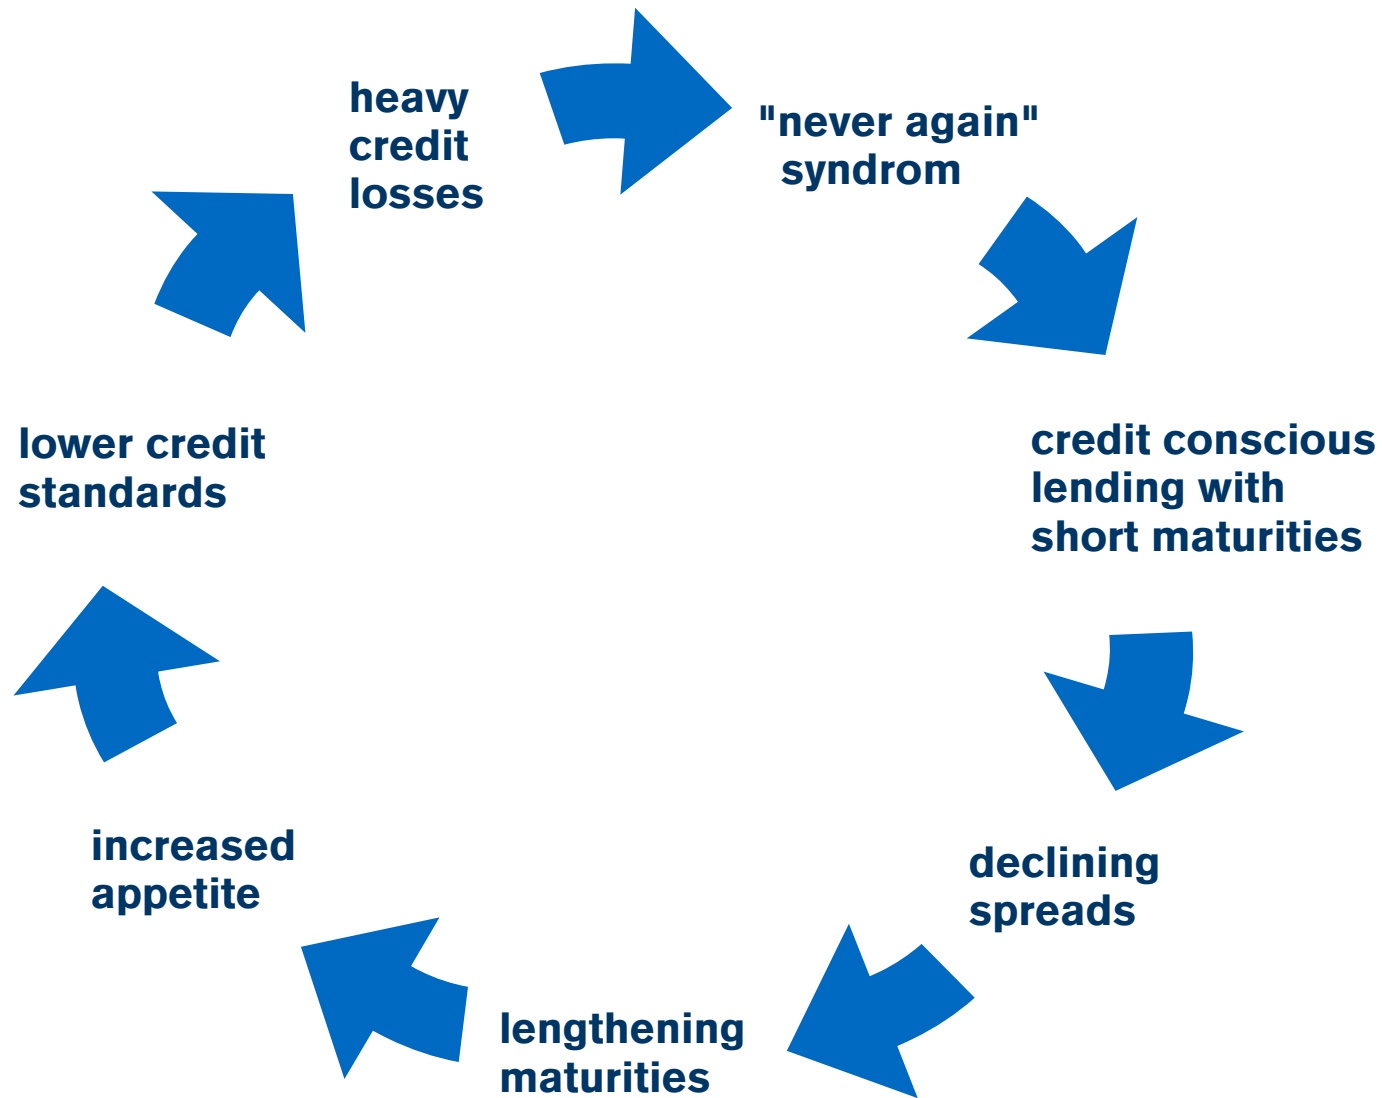 heavy
credit
losses
"never again"
syndrom
credit conscious
lending with
short maturities
declining
spreads
lengthening
maturities
increased
appetite
lower credit
standards